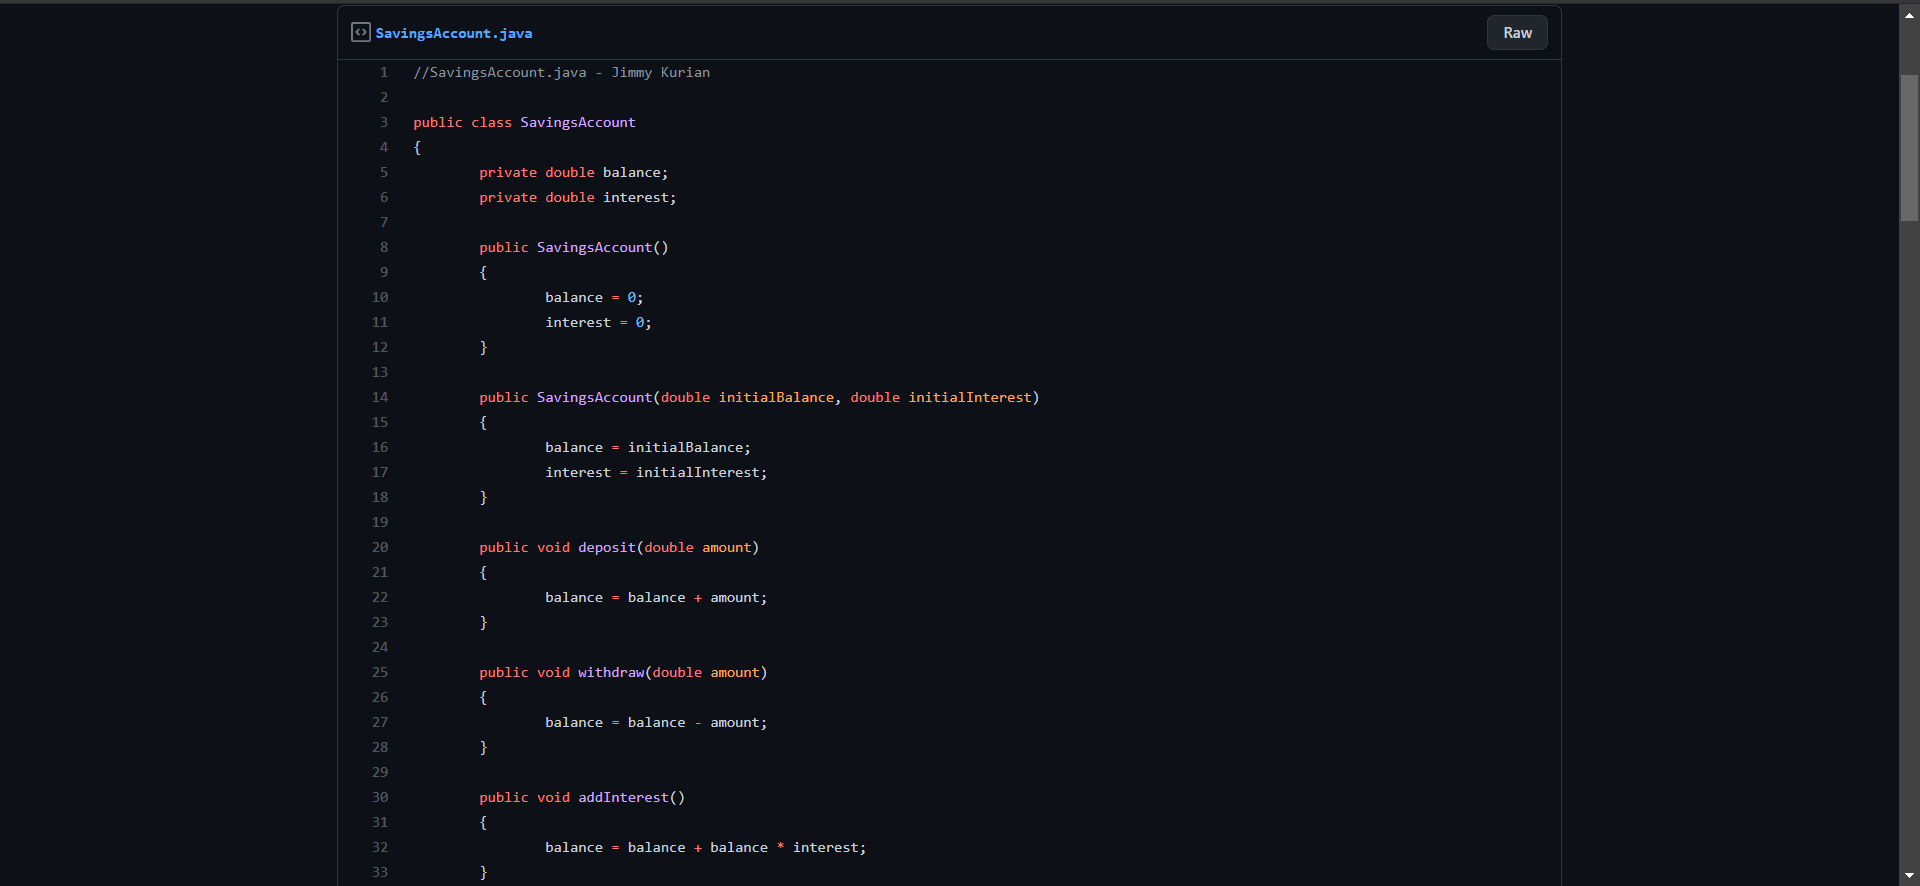 SavingsAccount.java
Raw
1 //SavingsAccount.java - Jimmy Kurian
2
3 public class SavingsAccount
4 {
5 private double balance;
6 private double interest;
7
8 public SavingsAccount()
9 {
10 balance = 0;
11 interest = 0;
12 }
13
14 public SavingsAccount(double initialBalance, double initialInterest)
15 {
16 balance = initialBalance;
17 interest = initialInterest;
18 }
19
20 public void deposit(double amount)
21 {
22 balance = balance + amount;
23 }
24
25 public void withdraw(double amount)
26 {
27 balance = balance - amount;
28 }
29
30 public void addInterest()
31 {
32 balance = balance + balance * interest;
33 }